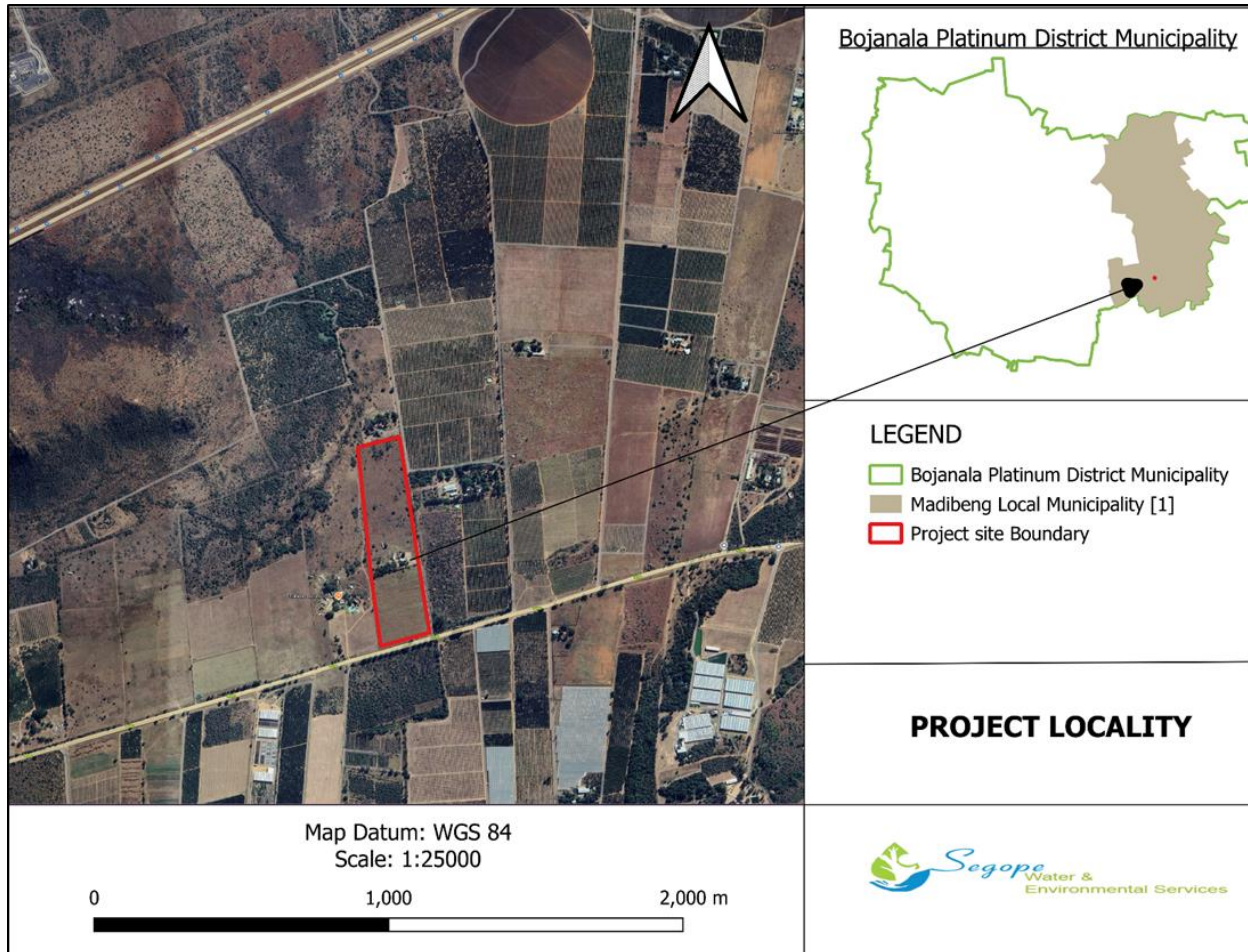 Bojanala Platinum District Municipality
LEGEND
Bojanala Platinum District Municipality
Madibeng Local Municipality [1]
Project site Boundary
PROJECT LOCALITY
Map Datum: WGS 84
Scale: 1:25000
0 1,000 2,000 m
Segope
Water &
Environmental Services